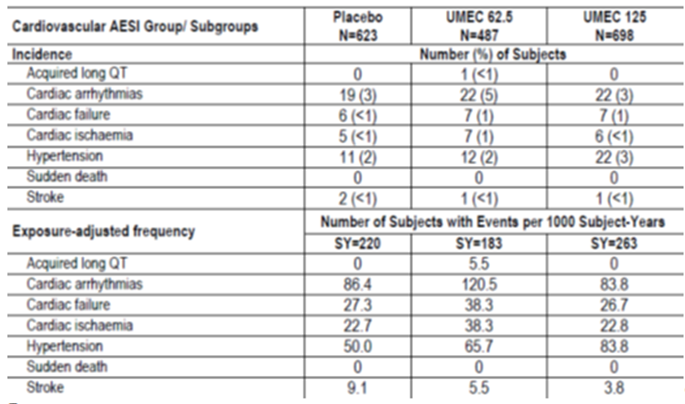 Cardiovascular AESI Group/ Subgroups Placebo N=623 UMEC 62.5 N=487 UMEC 125 N=698
Incidence Number (%) of Subjects
Acquired long QT 0 1 (<1) 0
Cardiac arrhythmias 19 (3) 22 (5) 22 (3)
Cardiac failure 6 (<1) 7 (1) 7 (1)
Cardiac ischaemia 5 (<1) 7 (1) 6 (<1)
Hypertension 11 (2) 12 (2) 22 (3)
Sudden death 0 0 0
Stroke 2 (<1) 1 (<1) 1 (<1)
Exposure-adjusted frequency Number of Subjects with Events per 1000 Subject-Years
SY=220 SY=183 SY=263
Acquired long QT 0 5.5 0
Cardiac arrhythmias 86.4 120.5 83.8
Cardiac failure 27.3 38.3 26.7
Cardiac ischaemia 22.7 38.3 22.8
Hypertension 50.0 65.7 83.8
Sudden death 0 0 0
Stroke 9.1 5.5 3.8